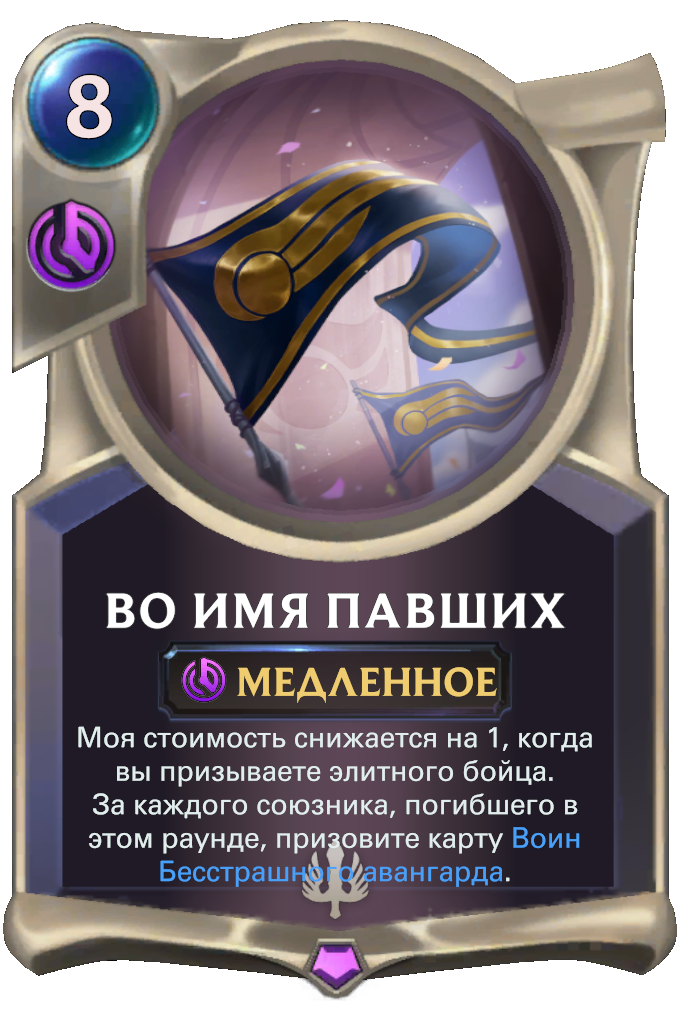 8
ВО ИМЯ ПАВШИХ
МЕДЛЕННОЕ
Моя стоимость снижается на 1, когда
вы призываете элитного бойца.
За каждого союзника, погибшего в
этом раунде, призовите карту Воин
Бесстрашного авангарда.